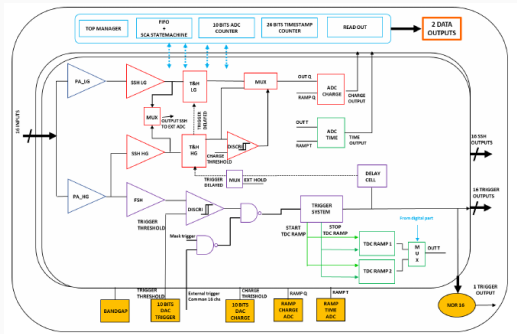 TOP MANAGER
FIFO
+
SCA STATEMACHINE
10 BITS ADC
COUNTER
24 BITS TIMESTAMP
COUNTER
READ OUT
2 DATA
OUTPUTS
PA_LG
SSH LG
T&H
LG
MUX
OUT Q
RAMP Q
ADC
CHARGE
CHARGE
OUTPUT
MUX
OUTPUT SSH
TO EXT ADC
TRIGGER
DELAYED
16 INPUTS
SSH HG
T&H
HG
CHARGE
THRESHOLD
DISCRI
OUT T
RAMP T
ADC
TIME
TIME
OUTPUT
16 SSH
OUTPUTS
TRIGGER
DELAYED
MUX
EXT HOLD
DELAY
CELL
PA_HG
FSH
TRIGGER
THRESHOLD
DISCRI
TRIGGER
SYSTEM
16 TRIGGER
OUTPUTS
START
TDC RAMP
STOP
TDC RAMP
From digital part
Mask trigger
TDC RAMP 1
TDC RAMP 2
M
U
X
OUT T
TRIGGER
THRESHOLD
External trigger
Common 16 chs
CHARGE
THRESHOLD
RAMP Q
RAMP T
1 TRIGGER
OUTPUT
BANDGAP
10 BITS
DAC
TRIGGER
10 BITS
DAC
CHARGE
RAMP
CHARGE
ADC
RAMP
TIME
ADC
NOR 16